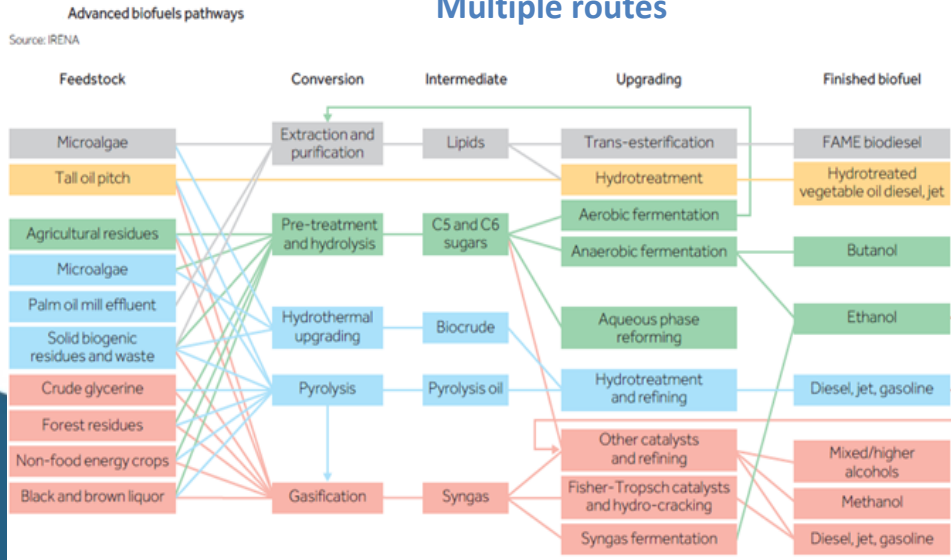 Multiple routes
Advanced biofuels pathways
Source: IRENA
Feedstock
Conversion
Intermediate
Upgrading
Finished biofuel
Microalgae
Tall oil pitch
Agricultural residues
Microalgae
Palm oil mill effluent
Solid biogenic
residues and waste
Crude glycerine
Forest residues
Non-food energy crops
Black and brown liquor
Extraction and
purification
Pre-treatment
and hydrolysis
Hydrothermal
upgrading
Pyrolysis
Gasification
Lipids
C5 and C6
sugars
Biocrude
Pyrolysis oil
Syngas
Trans-esterification
Hydrotreatment
Aerobic fermentation
Anaerobic fermentation
Aqueous phase
reforming
Hydrotreatment
and refining
Other catalysts
and refining
Fisher-Tropsch catalysts
and hydro-cracking
Syngas fermentation
FAME biodiesel
Hydrotreated
vegetable oil diesel, jet
Butanol
Ethanol
Diesel, jet, gasoline
Mixed/higher
alcohols
Methanol
Diesel, jet, gasoline